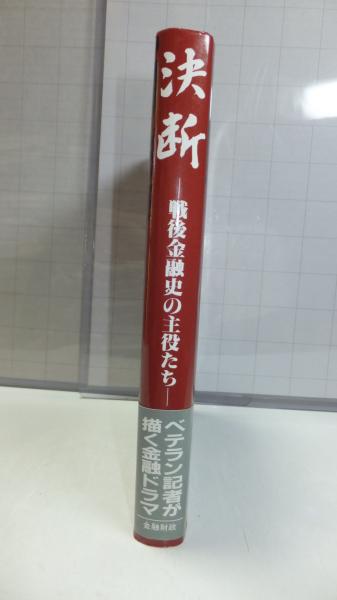 決断
―戦後金融史の主役たち―
ベテラン記者が
描く金融ドラマ
金融財政